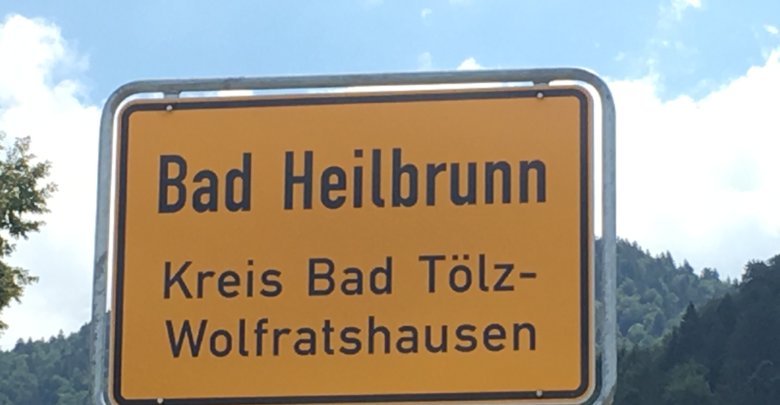 Bad Heilbrunn
Kreis Bad Tölz-
Wolfratshausen